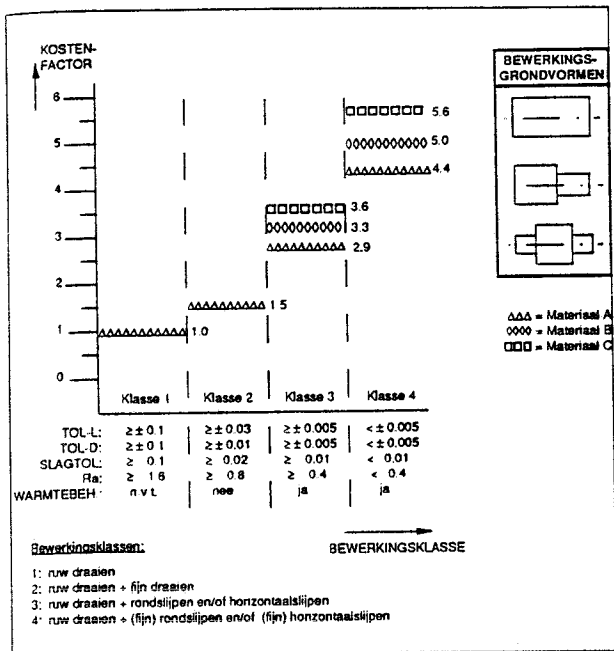 KOSTEN-
FACTOR
6
5
4
3
2
1
0
5.6
5.0
4.4
3.6
3.3
2.9
1.5
1.0
Klasse 1 Klasse 2 Klasse 3 Klasse 4
TOL-L: ≥ ± 0.1 ≥ ± 0.03 ≥ ± 0.005 < ± 0.005
TOL-D: ≥ ± 0.1 ≥ ± 0.01 ≥ ± 0.005 < ± 0.005
SLAGTOL: ≥ 0.1 ≥ 0.02 ≥ 0.01 < 0.01
Ra: ≥ 1.6 ≥ 0.8 ≥ 0.4 < 0.4
WARMTEBEH: n.v.t. nee ja ja
BEWERKINGSKLASSE
BEWERKINGS-
GRONDVORMEN
= Materiaal A
= Materiaal B
= Materiaal C
Bewerkingsklassen:
1: ruw draaien
2: ruw draaien + fijn draaien
3: ruw draaien + rondslijpen en/of horizontaalslijpen
4: ruw draaien + (fijn) rondslijpen en/of (fijn) horizontaalslijpen